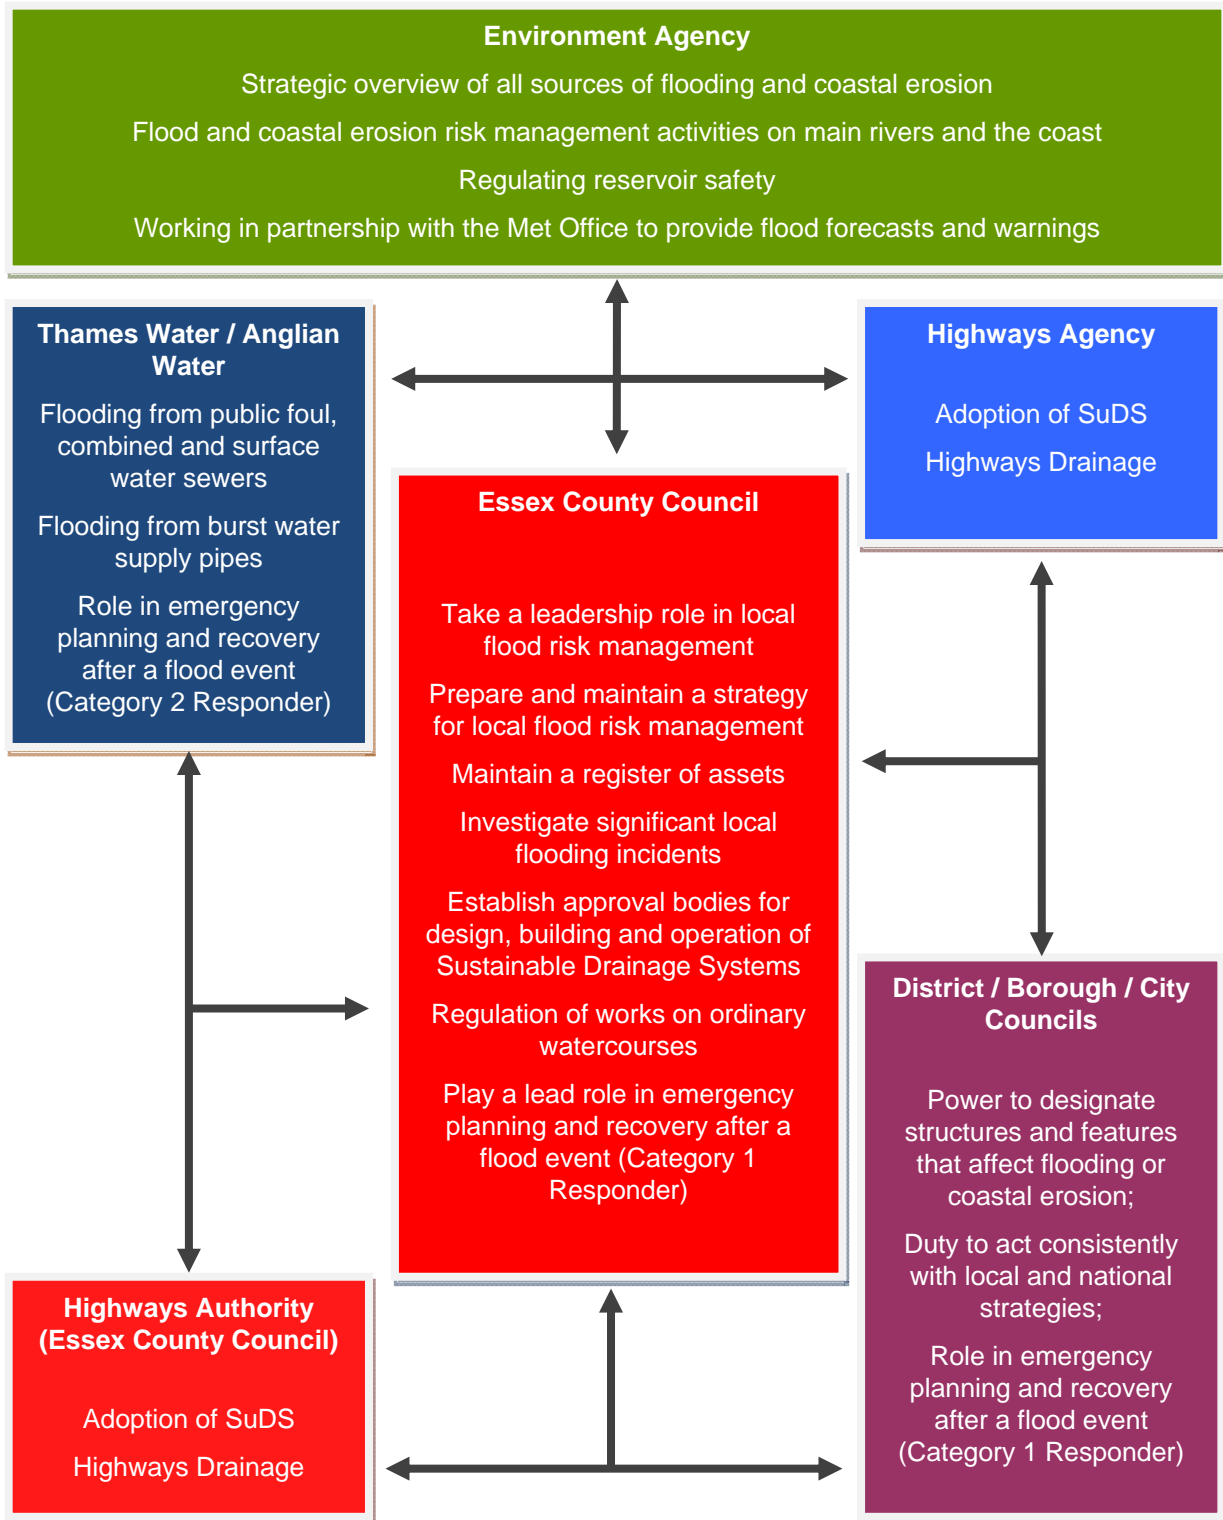 Environment Agency
Strategic overview of all sources of flooding and coastal erosion
Flood and coastal erosion risk management activities on main rivers and the coast
Regulating reservoir safety
Working in partnership with the Met Office to provide flood forecasts and warnings
Thames Water / Anglian
Water
Flooding from public foul,
combined and surface
water sewers
Flooding from burst water
supply pipes
Role in emergency
planning and recovery
after a flood event
(Category 2 Responder)
Highways Agency
Adoption of SuDS
Highways Drainage
Essex County Council
Take a leadership role in local
flood risk management
Prepare and maintain a strategy
for local flood risk management
Maintain a register of assets
Investigate significant local
flooding incidents
Establish approval bodies for
design, building and operation of
Sustainable Drainage Systems
Regulation of works on ordinary
watercourses
Play a lead role in emergency
planning and recovery after a
flood event (Category 1
Responder)
District / Borough / City
Councils
Power to designate
structures and features
that affect flooding or
coastal erosion;
Duty to act consistently
with local and national
strategies;
Role in emergency
planning and recovery
after a flood event
(Category 1 Responder)
Highways Authority
(Essex County Council)
Adoption of SuDS
Highways Drainage